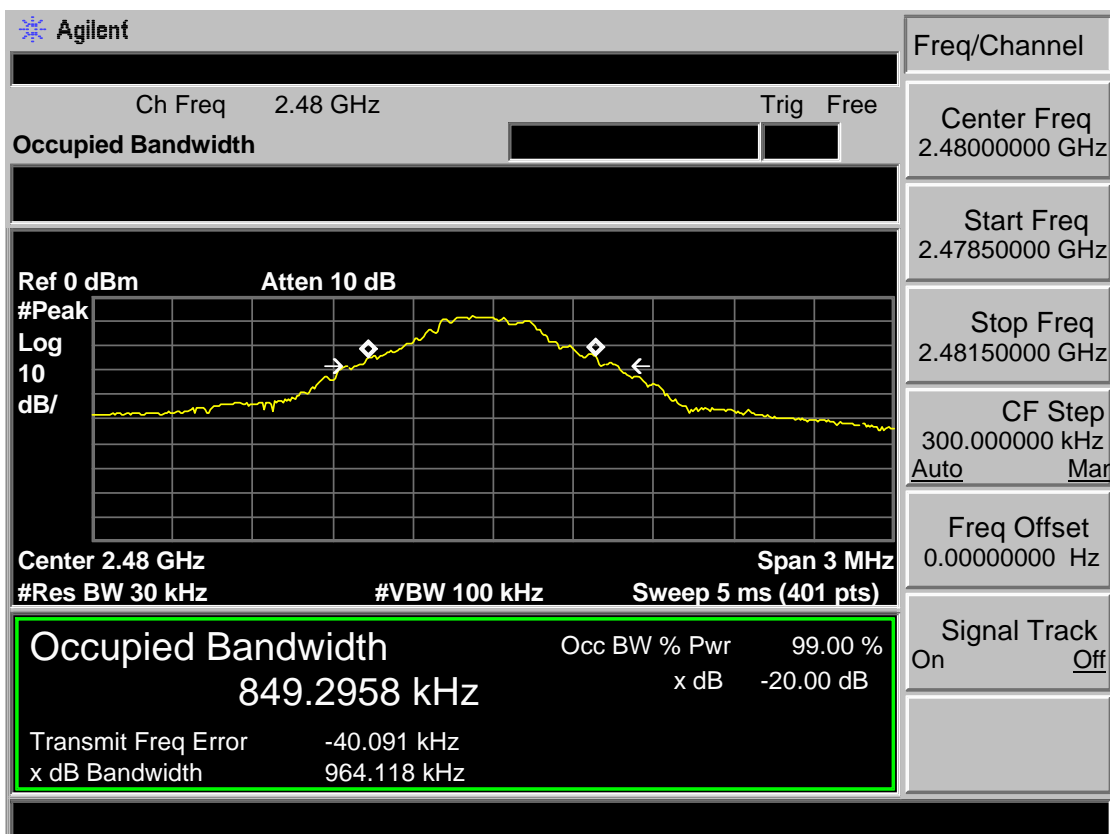 Agilent
Freq/Channel
Ch Freq 2.48 GHz Trig Free
Occupied Bandwidth
Center Freq
2.48000000 GHz
Start Freq
2.47850000 GHz
Ref 0 dBm Atten 10 dB
#Peak
Log
10
dB/
Stop Freq
2.48150000 GHz
CF Step
300.000000 kHz
Auto Man
Freq Offset
0.00000000 Hz
Center 2.48 GHz Span 3 MHz
#Res BW 30 kHz #VBW 100 kHz Sweep 5 ms (401 pts)
Signal Track
On Off
Occupied Bandwidth
849.2958 kHz
Occ BW % Pwr 99.00 %
x dB -20.00 dB
Transmit Freq Error -40.091 kHz
x dB Bandwidth 964.118 kHz